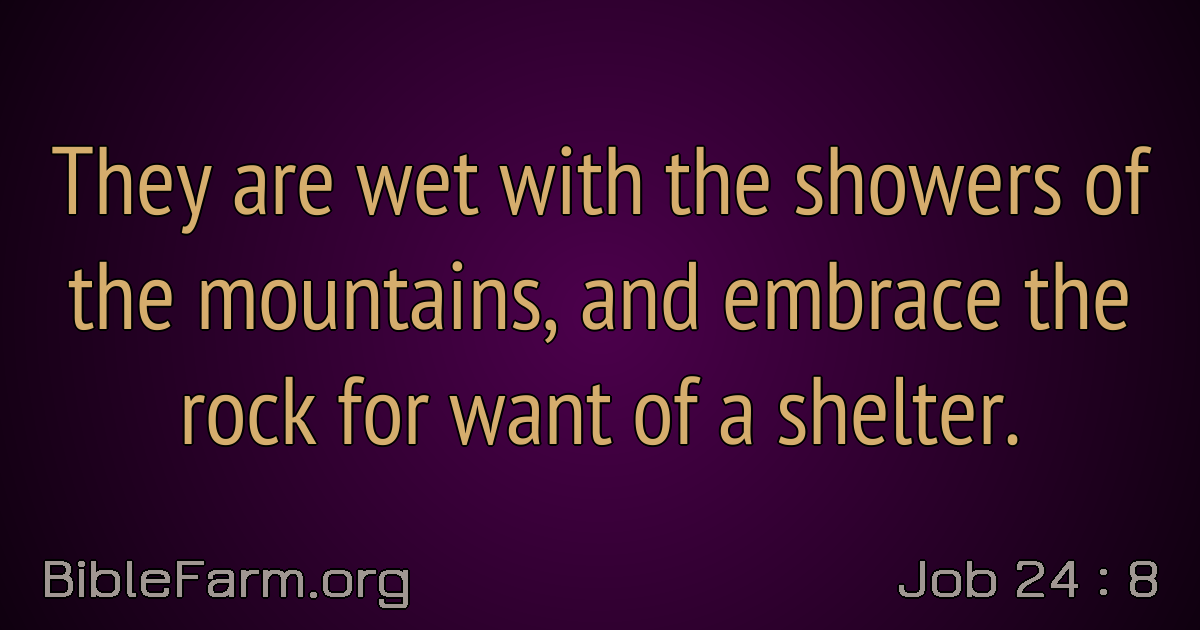 They are wet with the showers of
the mountains, and embrace the
rock for want of a shelter.
BibleFarm.org
Job 24 : 8